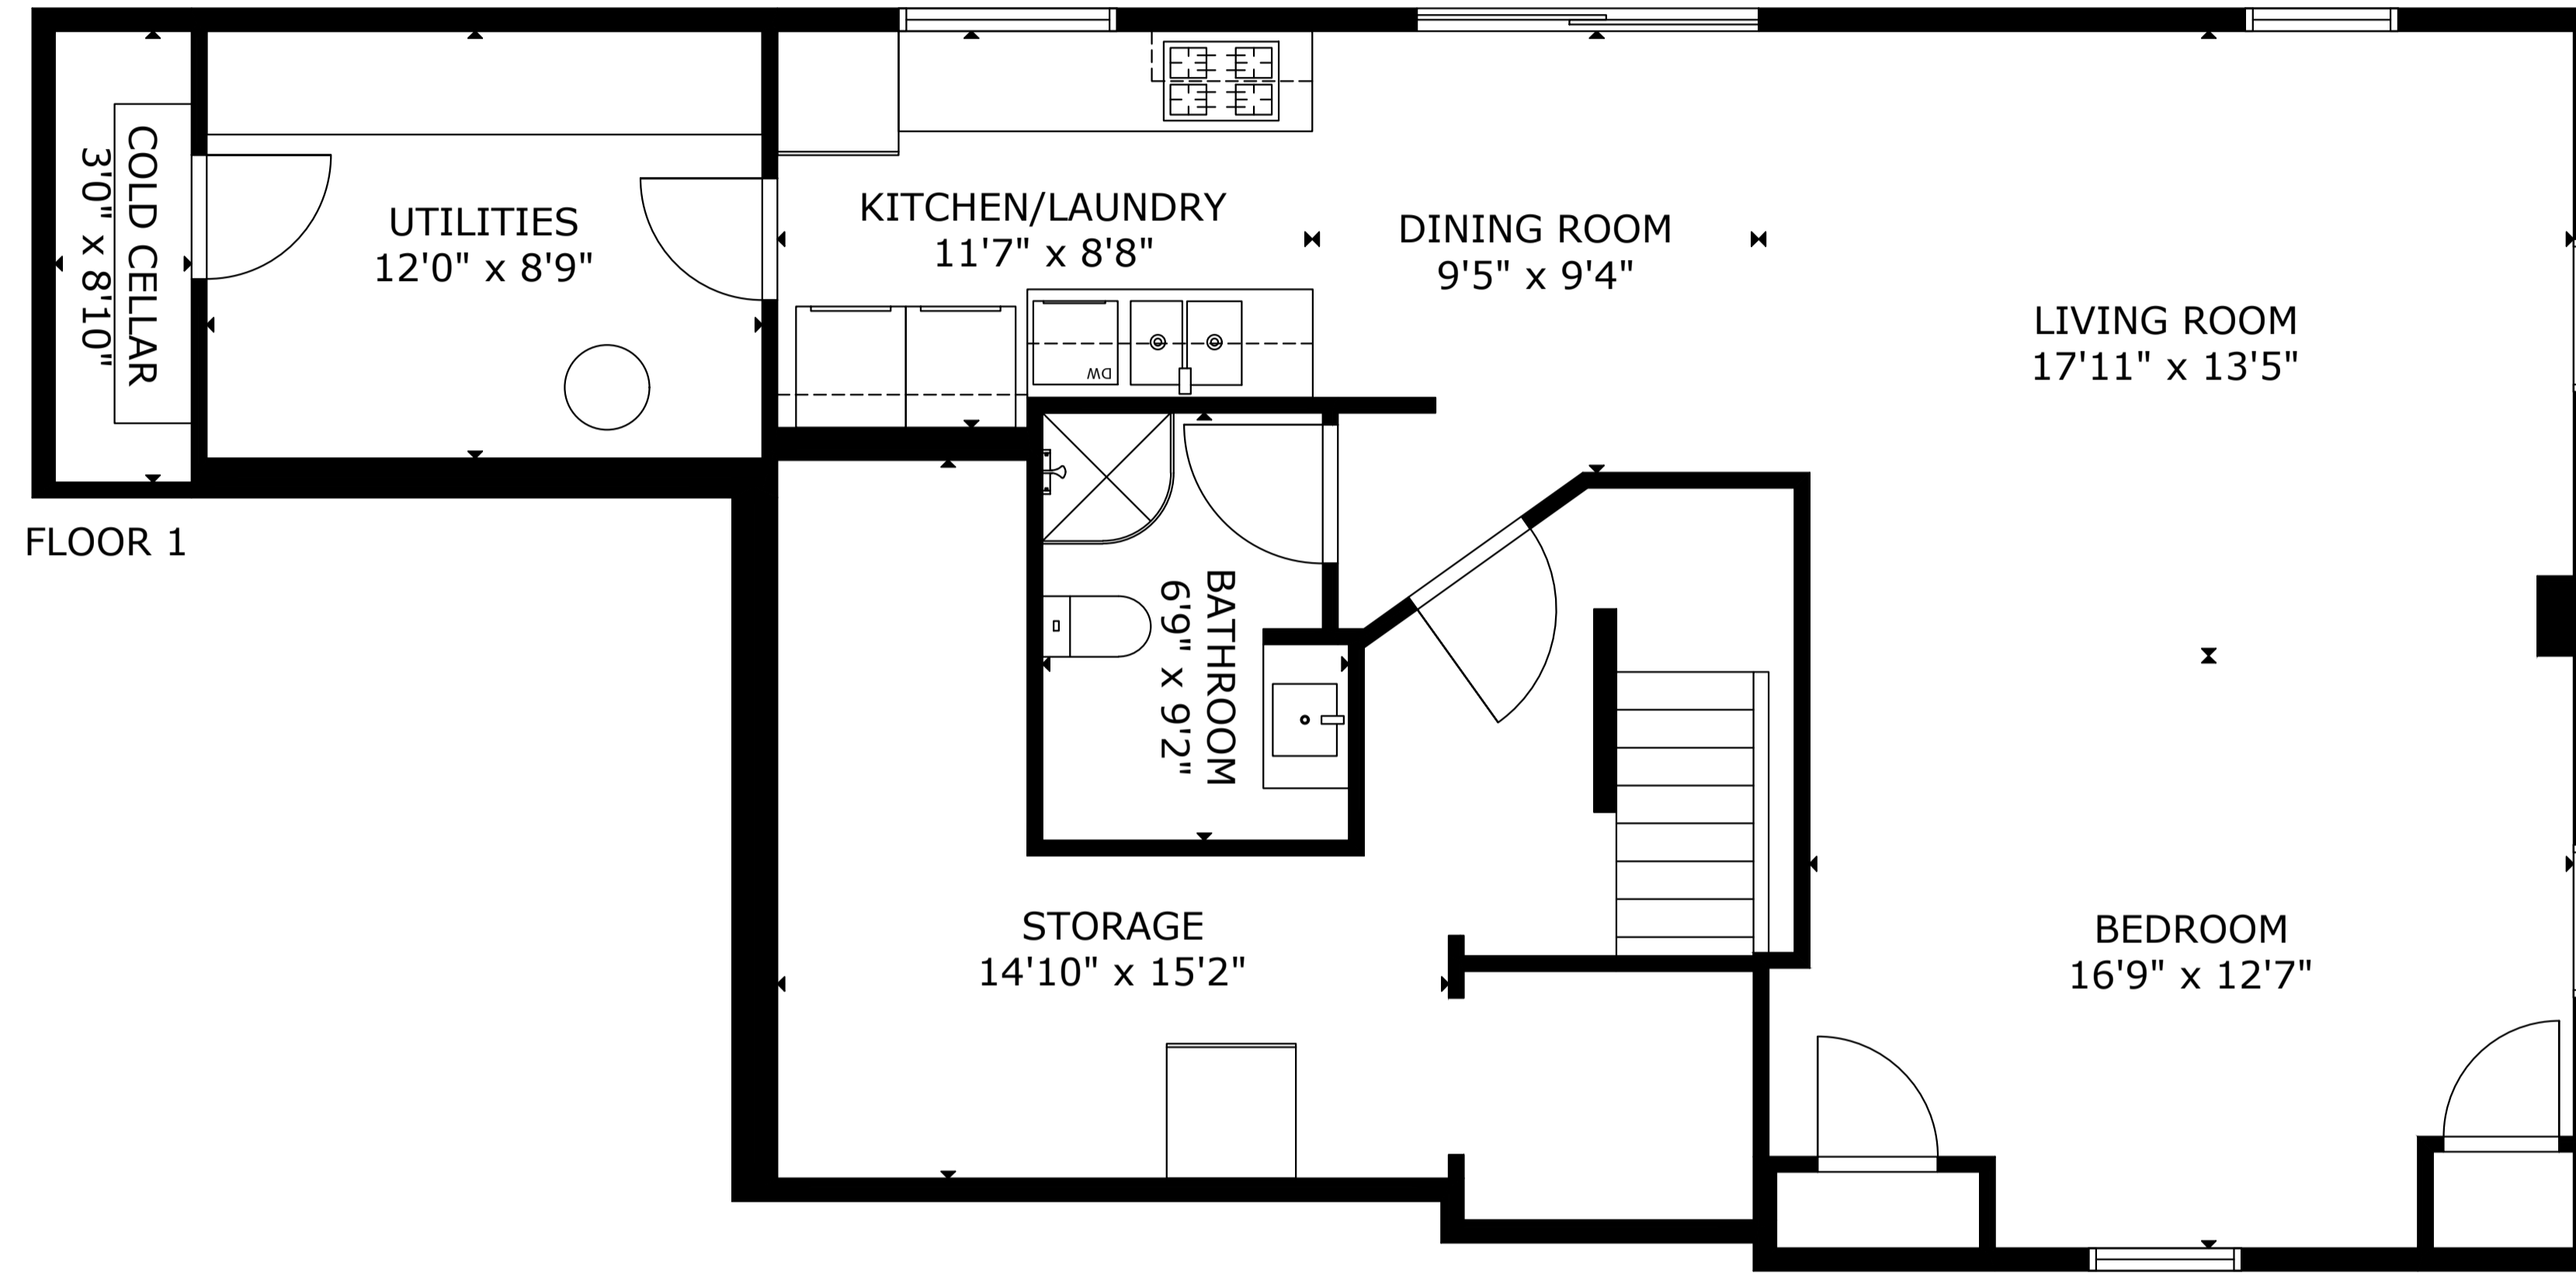 COLD CELLAR
3'0" x 8'10"
UTILITIES
12'0" x 8'9"
KITCHEN/LAUNDRY
11'7" x 8'8"
DINING ROOM
9'5" x 9'4"
LIVING ROOM
17'11" x 13'5"
DW
FLOOR 1
BATHROOM
6'9" x 9'2"
STORAGE
14'10" x 15'2"
BEDROOM
16'9" x 12'7"